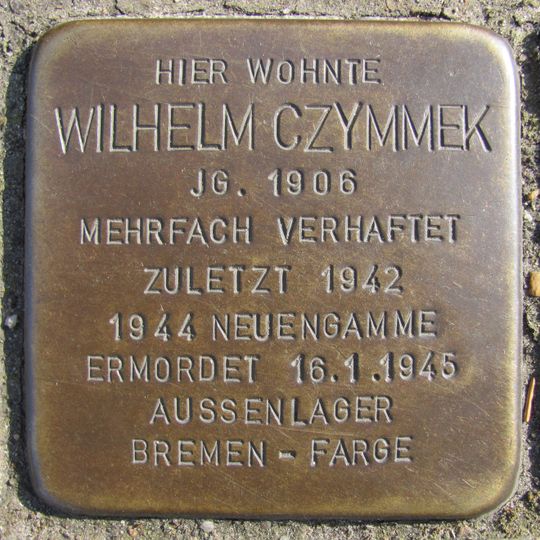 HIER WOHNTE
WILHELM CZYMMEK
JG. 1906
MEHRFACH VERHAFTET
ZULETZT 1942
1944 NEUENGAMME
ERMORDET 16.1.1945
AUSSENLAGER
BREMEN - FARGE